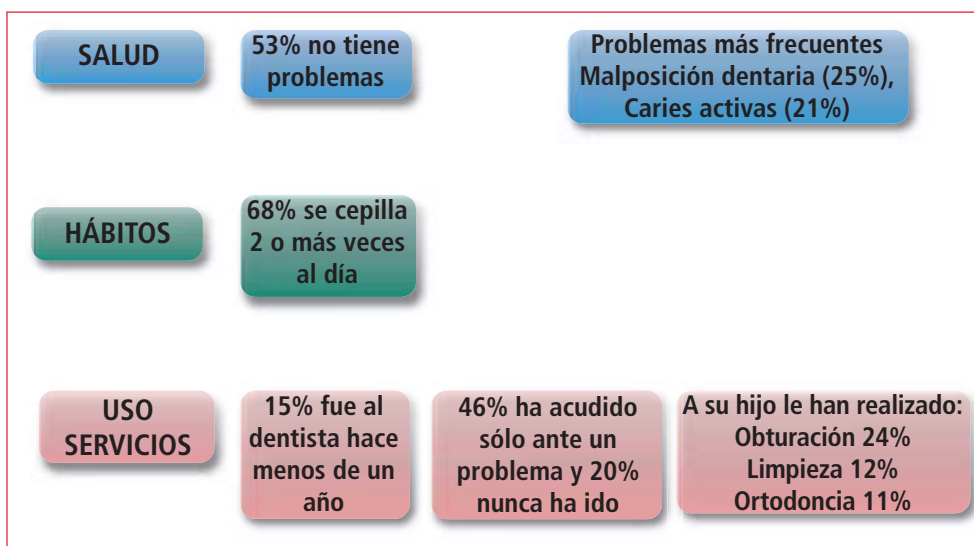 SALUD
53% no tiene
problemas
Problemas más frecuentes
Malposición dentaria (25%),
Caries activas (21%)
HÁBITOS
68% se cepilla
2 o más veces
al día
USO
SERVICIOS
15% fue al
dentista hace
menos de un
año
46% ha acudido
sólo ante un
problema y 20%
nunca ha ido
A su hijo le han realizado:
Obturación 24%
Limpieza 12%
Ortodoncia 11%